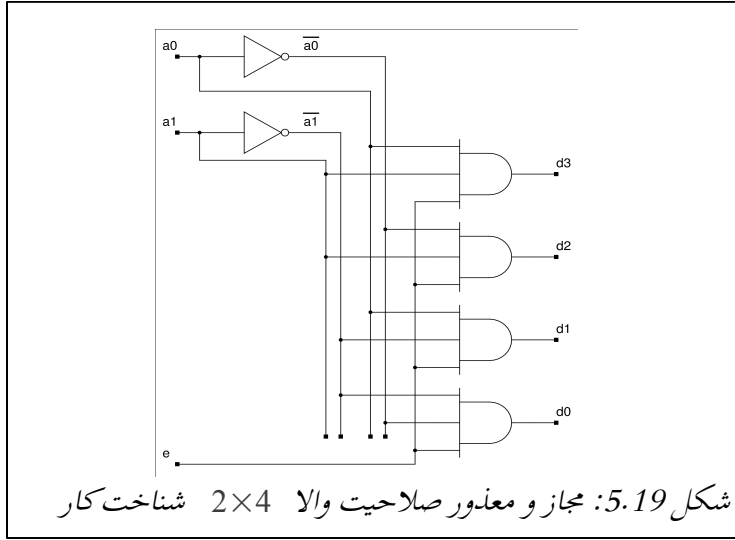 a0
a0
a1
a1
d3
d2
d1
d0
e
شکل 5.19: مجاز و معذور صلاحیت والا 2×4 شناخت کار